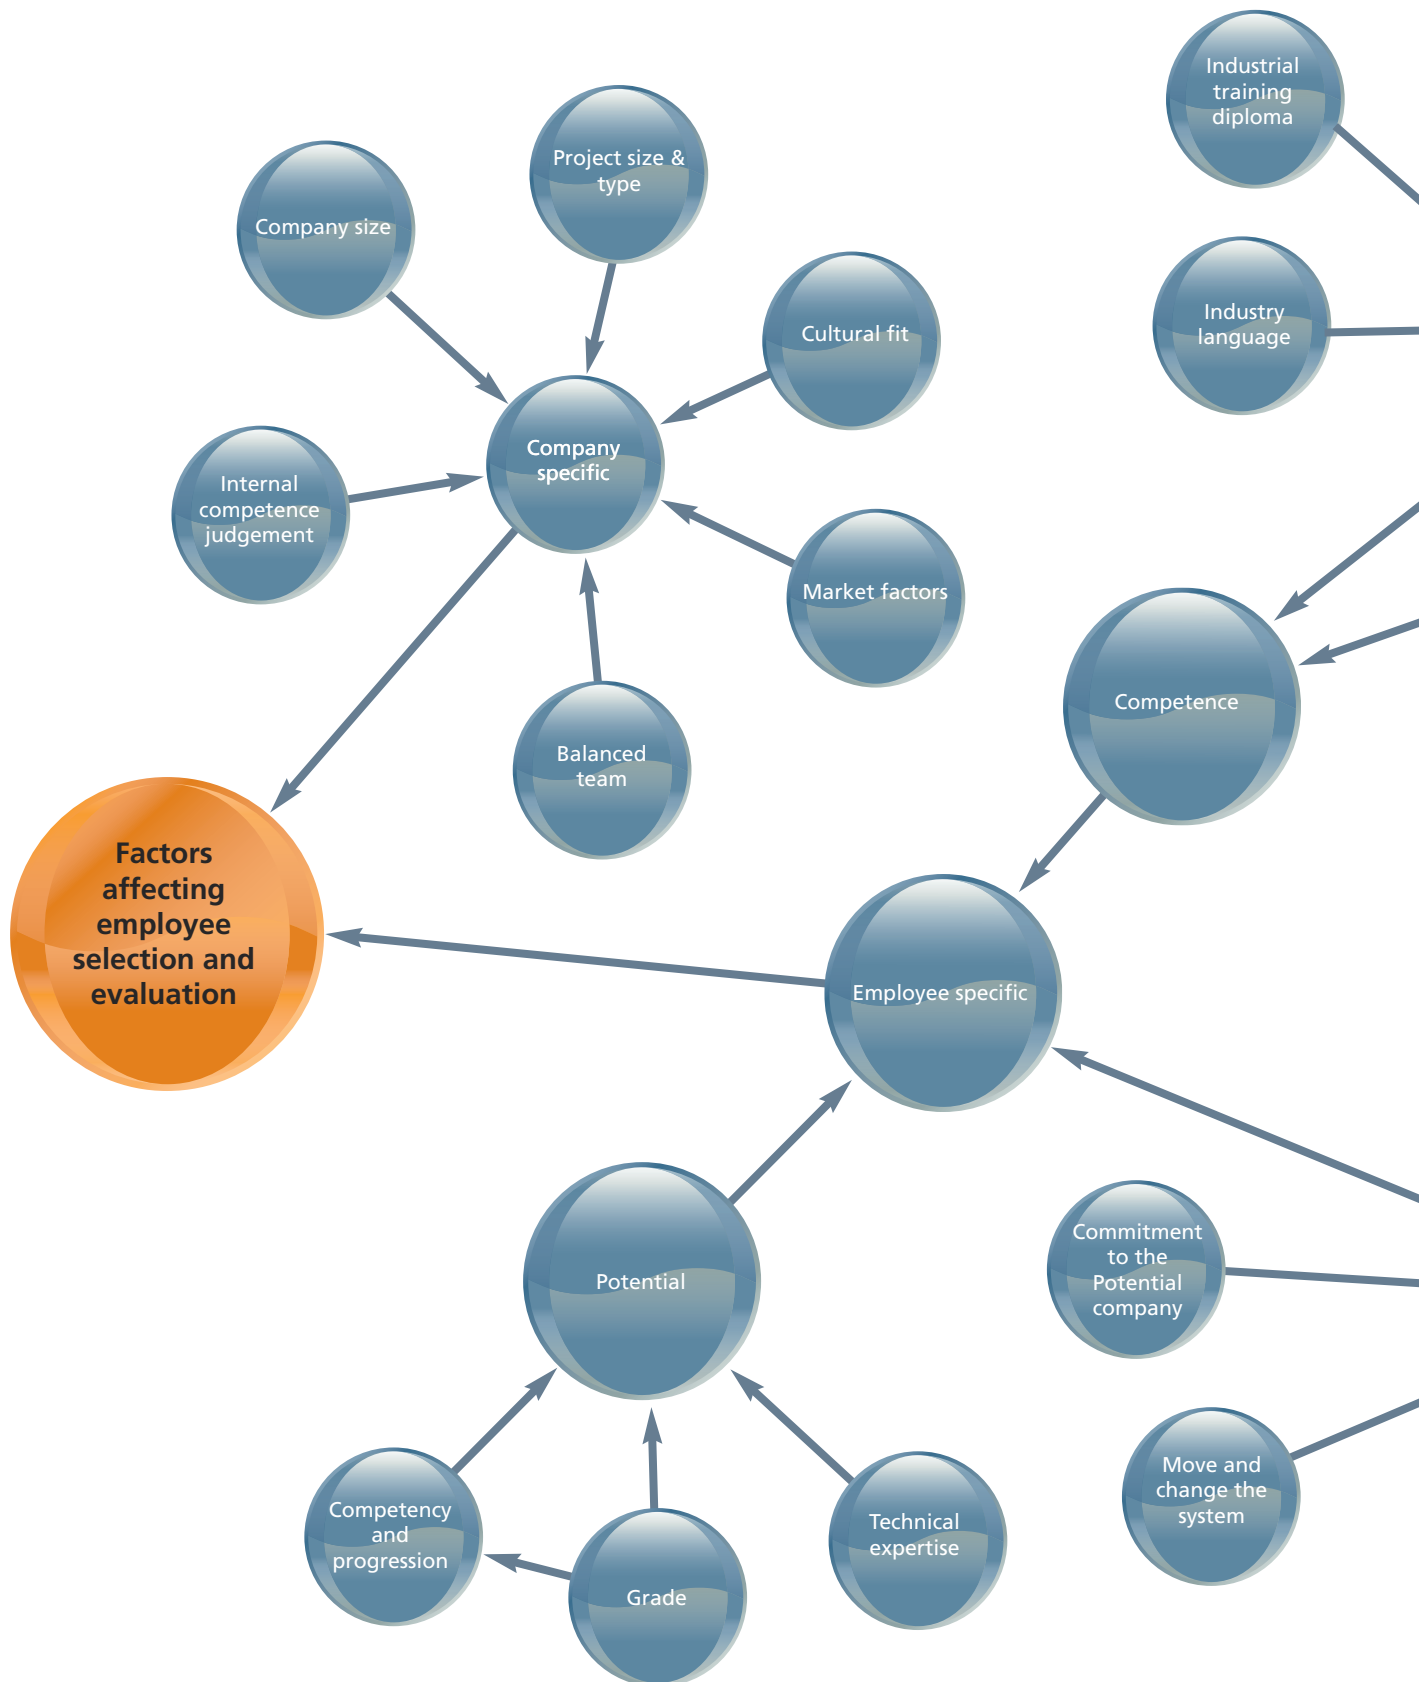 Industrial
training
diploma
Project size &
type
Company size
Industry
language
Cultural fit
Company
specific
Internal
competence
judgement
Market factors
Competence
Balanced
team
Factors
affecting
employee
selection and
evaluation
Employee specific
Commitment
to the
Potential
company
Potential
Move and
change the
system
Competency
and
progression
Technical
expertise
Grade